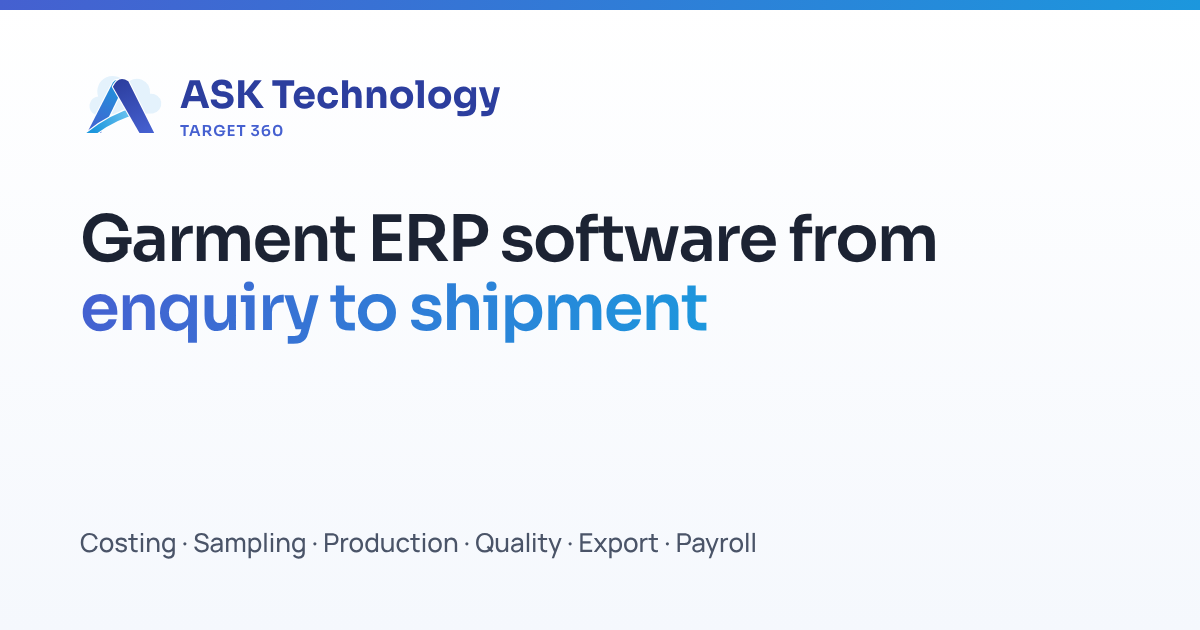 ASK Technology
TARGET 360
Garment ERP software from
enquiry to shipment
Costing · Sampling · Production · Quality · Export · Payroll